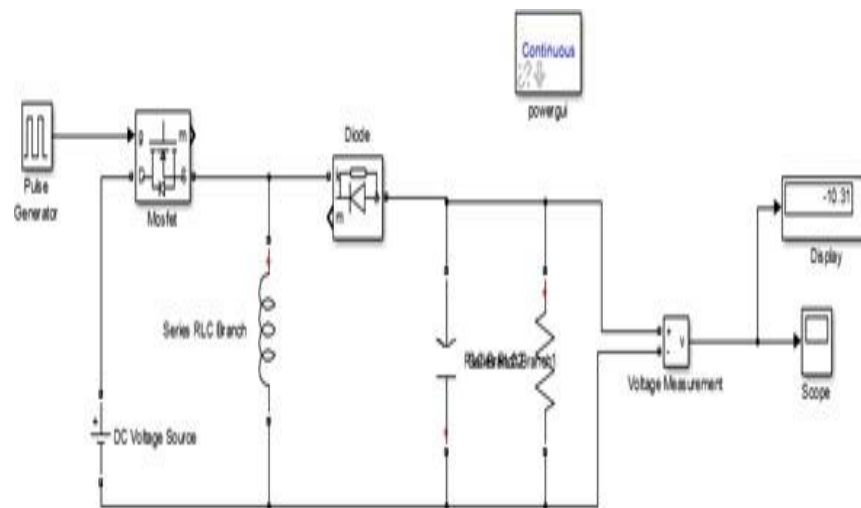 Continuous
powergui
Pulse
Generator
g
m
D
S
Mosfet
Diode
m
-10.31
Display
Series RLC Branch
+
-
v
Voltage Measurement
Scope
+
DC Voltage Source